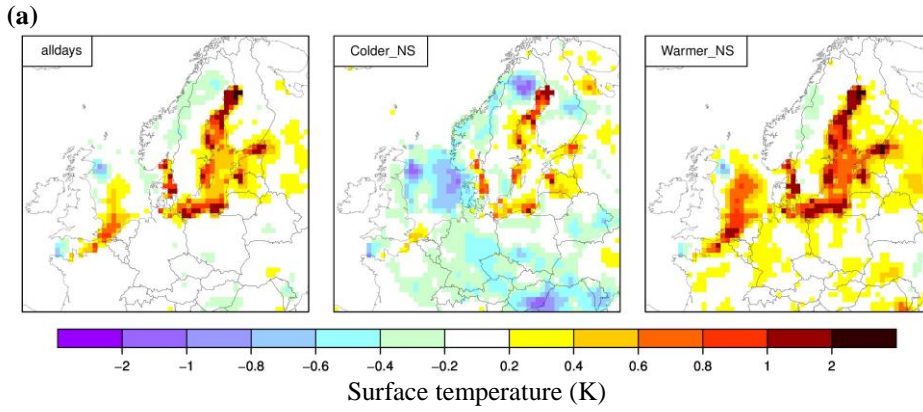 (a)
alldays
Colder_NS
Warmer_NS
−2 −1 −0.8 −0.6 −0.4 −0.2 0.2 0.4 0.6 0.8 1 2
Surface temperature (K)